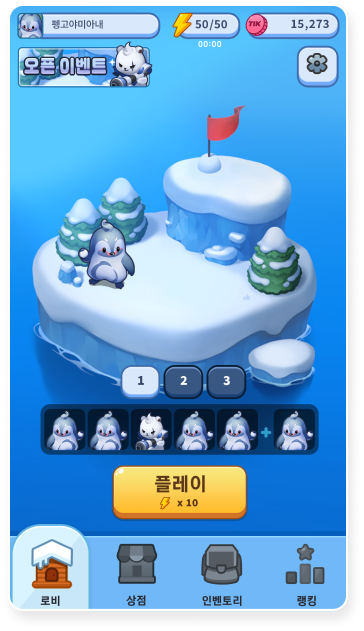 펭고야미아내
50/50
TIK
15,273
00:00
오픈 이벤트
1
2
3
플레이
x 10
로비
상점
인벤토리
랭킹